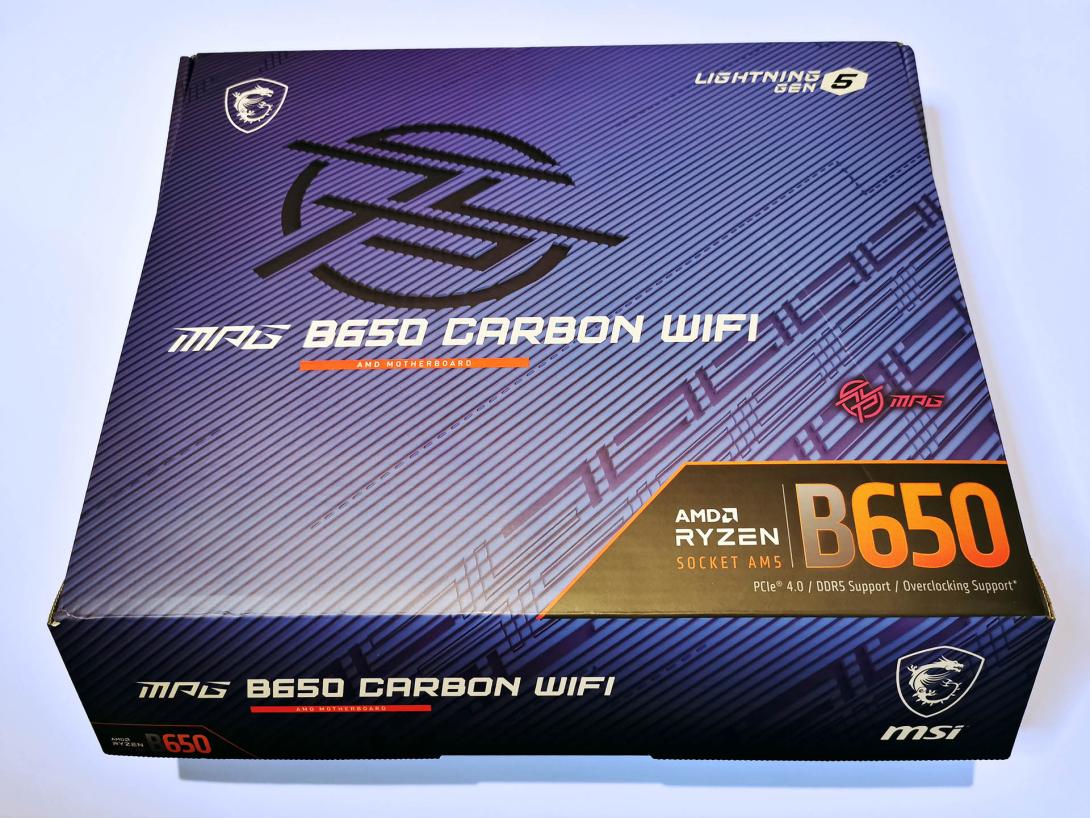 LIGHTNING
GEN 5
MPG B650 CARBON WIFI
AMD MOTHERBOARD
MPG
AMD
RYZEN
SOCKET AM5
B650
PCIe® 4.0 / DDR5 Support / Overclocking Support*
MPG B650 CARBON WIFI
AMD MOTHERBOARD
AMD
RYZEN
B650
msi